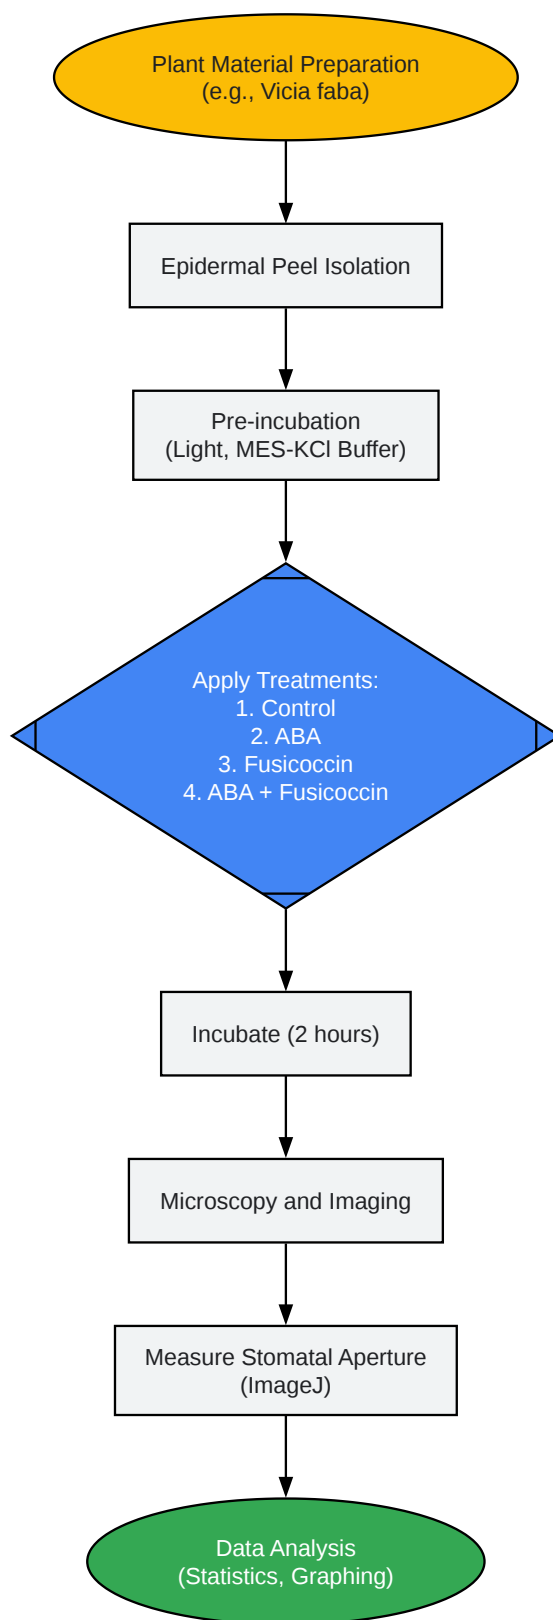 Plant Material Preparation
(e.g., Vicia faba)
Epidermal Peel Isolation
Pre-incubation
(Light, MES-KCl Buffer)
Apply Treatments:
1. Control
2. ABA
3. Fusicoccin
4. ABA + Fusicoccin
Incubate (2 hours)
Microscopy and Imaging
Measure Stomatal Aperture
(ImageJ)
Data Analysis
(Statistics, Graphing)